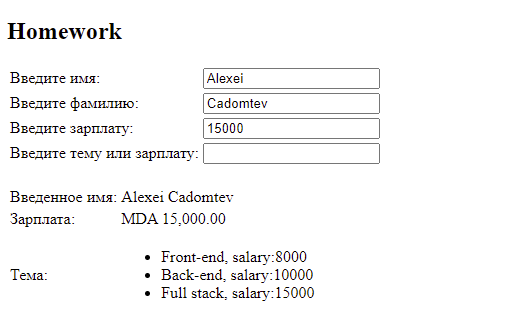 Homework
Введите имя: Alexei
Введите фамилию: Cadomtev
Введите зарплату: 15000
Введите тему или зарплату:
Введенное имя: Alexei Cadomtev
Зарплата: MDA 15,000.00
Front-end, salary:8000
Тема: Back-end, salary:10000
Full stack, salary:15000